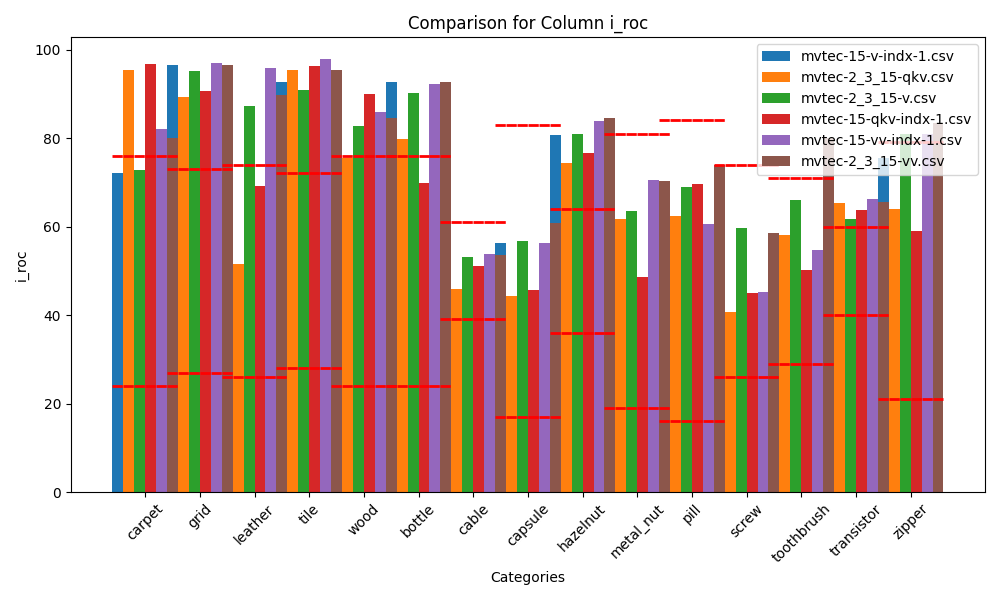 Comparison for Column i_roc
100
80
60
40
20
0
i_roc
mvtec-15-v-indx-1.csv
mvtec-2_3_15-qkv.csv
mvtec-2_3_15-v.csv
mvtec-15-qkv-indx-1.csv
mvtec-15-vv-indx-1.csv
mvtec-2_3_15-vv.csv
carpet
grid
leather
tile
wood
bottle
cable
capsule
hazelnut
metal_nut
pill
screw
toothbrush
transistor
zipper
Categories